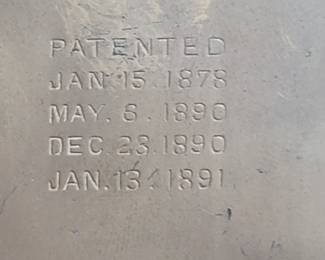 PATENTED
JAN. 15. 1878
MAY. 6. 1890
DEC. 23. 1890
JAN. 13. 1891.